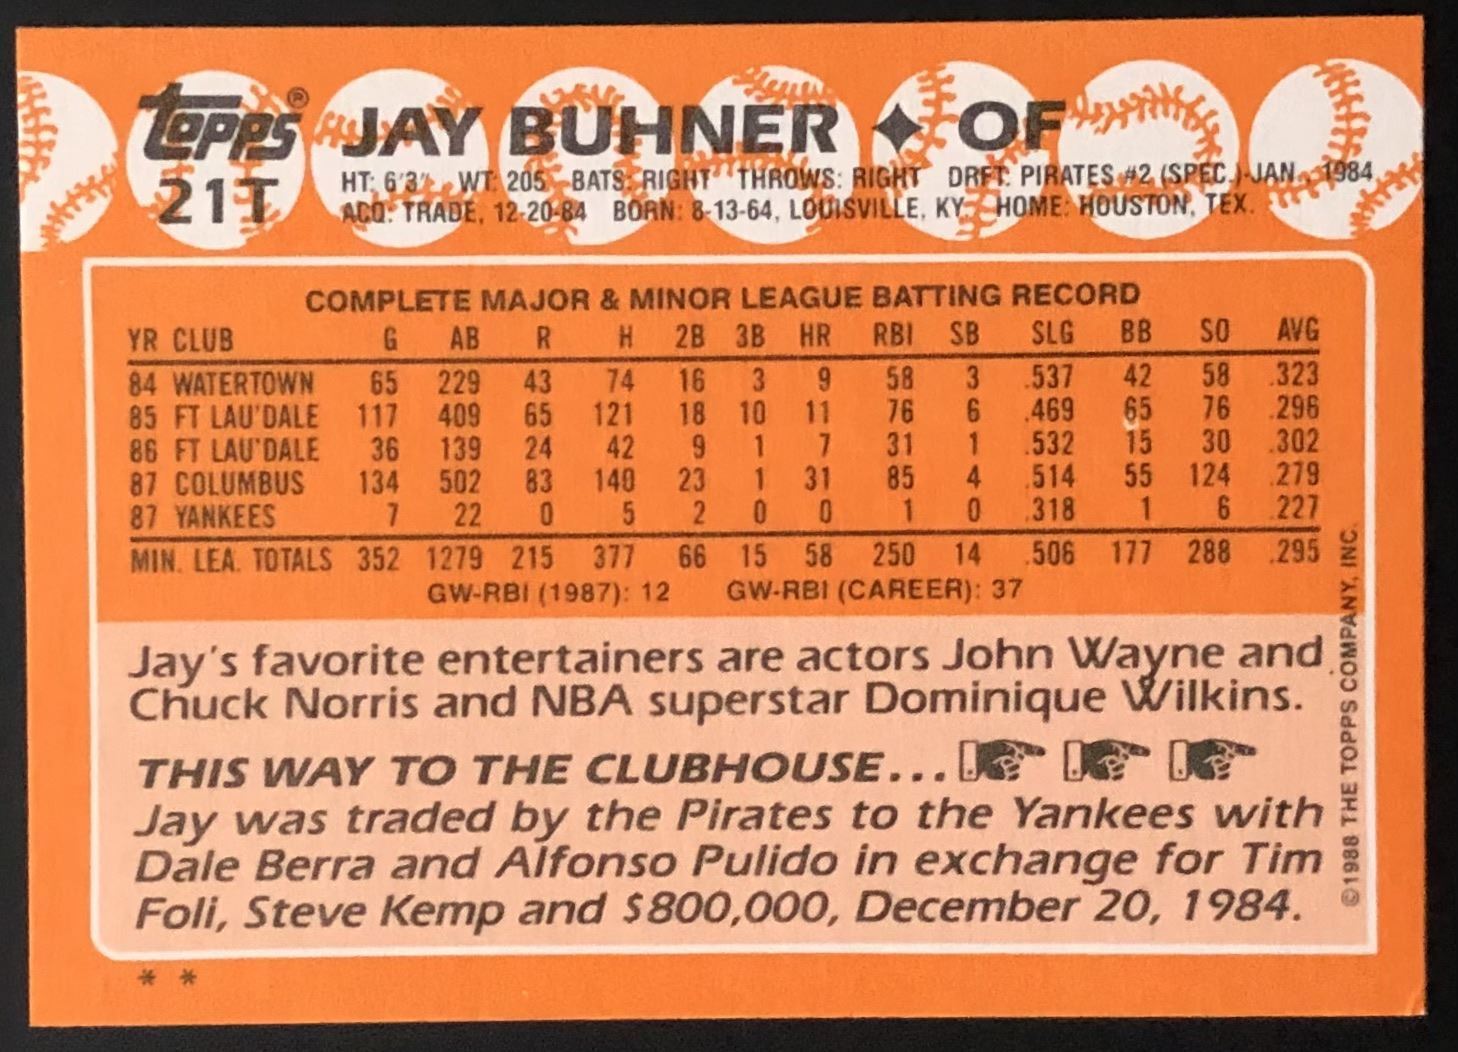 topps® JAY BUHNER ✦ OF
21T
HT: 6'3" WT: 205 BATS: RIGHT THROWS: RIGHT DRFT: PIRATES #2 (SPEC.)-JAN., 1984
ACQ: TRADE, 12-20-84 BORN: 8-13-64, LOUISVILLE, KY. HOME: HOUSTON, TEX.
COMPLETE MAJOR & MINOR LEAGUE BATTING RECORD
YR CLUB G AB R H 2B 3B HR RBI SB SLG BB SO AVG
84 WATERTOWN 65 229 43 74 16 3 9 58 3 .537 42 58 .323
85 FT LAU'DALE 117 409 65 121 18 10 11 76 6 .469 65 76 .296
86 FT LAU'DALE 36 139 24 42 9 1 7 31 1 .532 15 30 .302
87 COLUMBUS 134 502 83 140 23 1 31 85 4 .514 55 124 .279
87 YANKEES 7 22 0 5 2 0 0 1 0 .318 1 6 .227
MIN. LEA. TOTALS 352 1279 215 377 66 15 58 250 14 .506 177 288 .295
GW-RBI (1987): 12 GW-RBI (CAREER): 37
Jay's favorite entertainers are actors John Wayne and
Chuck Norris and NBA superstar Dominique Wilkins.
THIS WAY TO THE CLUBHOUSE...
Jay was traded by the Pirates to the Yankees with
Dale Berra and Alfonso Pulido in exchange for Tim
Foli, Steve Kemp and $800,000, December 20, 1984.
* *
©1988 THE TOPPS COMPANY, INC.